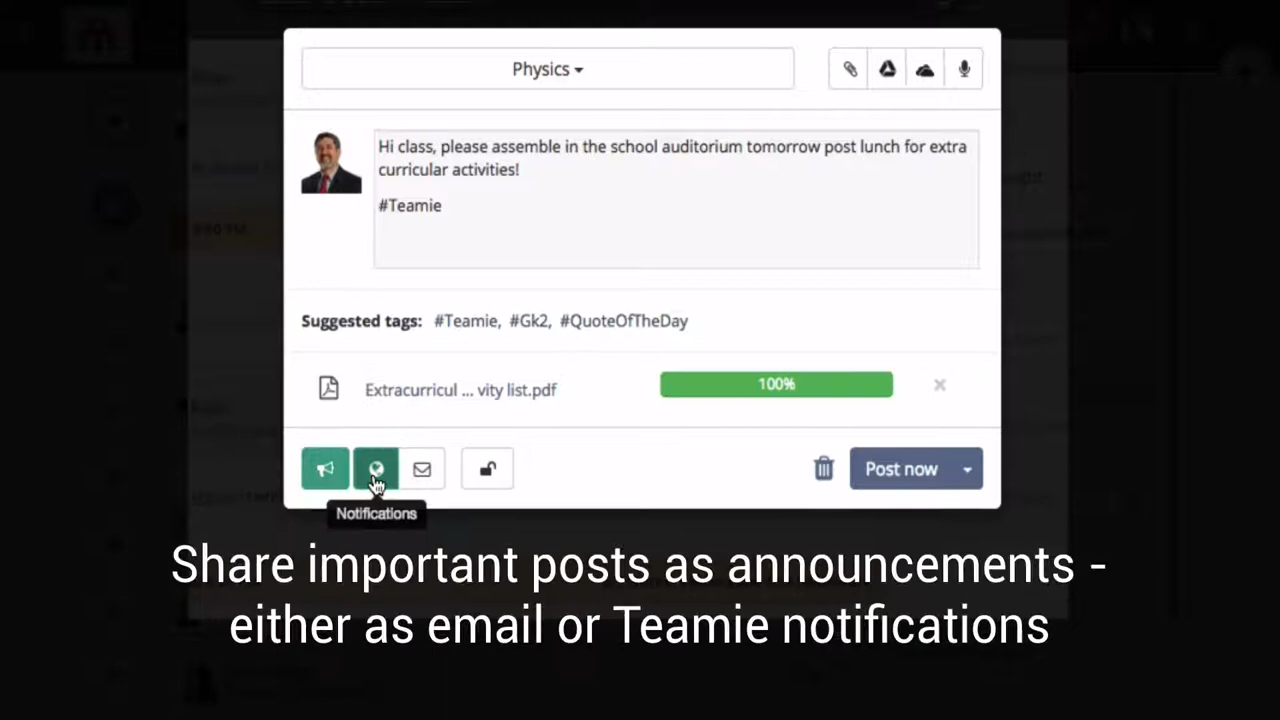 Physics
Hi class, please assemble in the school auditorium tomorrow post lunch for extra
curricular activities!
#Teamie
Suggested tags: #Teamie, #Gk2, #QuoteOfTheDay
Extracurricul ... vity list.pdf
100%
Post now
Notifications
Share important posts as announcements -
either as email or Teamie notifications